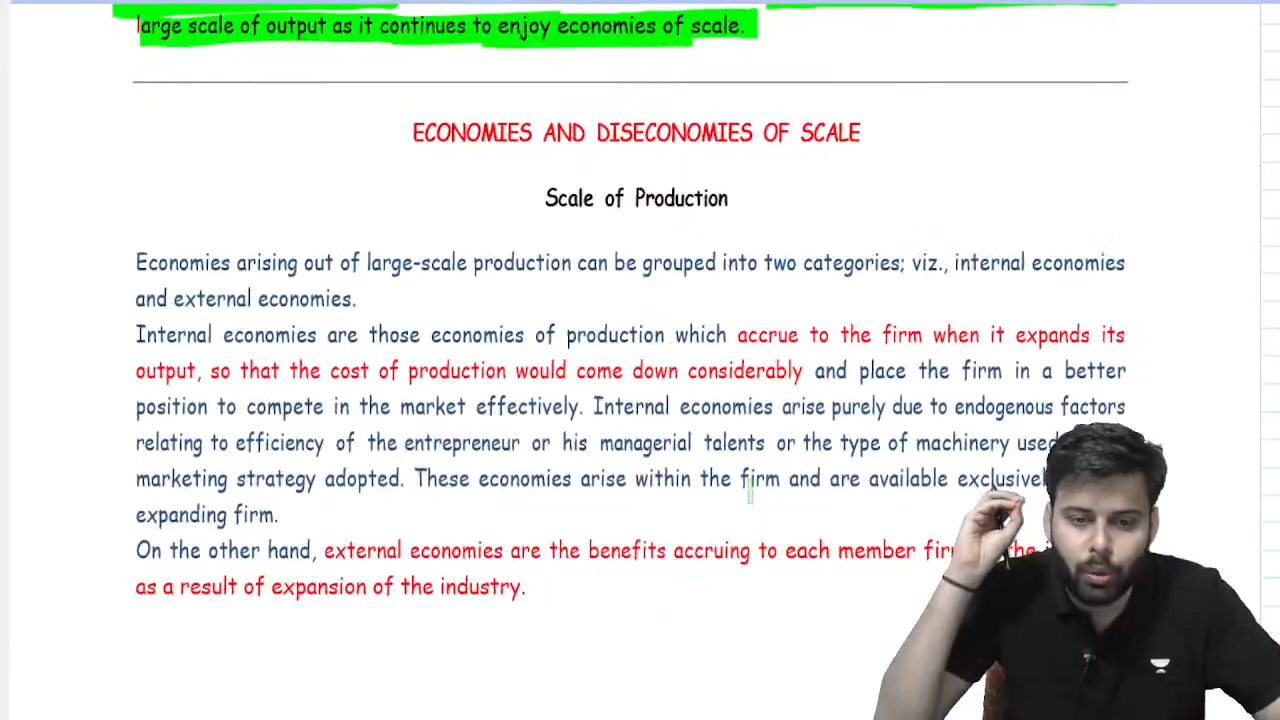 large scale of output as it continues to enjoy economies of scale.
ECONOMIES AND DISECONOMIES OF SCALE
Scale of Production
Economies arising out of large-scale production can be grouped into two categories; viz., internal economies
and external economies.
Internal economies are those economies of production which accrue to the firm when it expands its
output, so that the cost of production would come down considerably and place the firm in a better
position to compete in the market effectively. Internal economies arise purely due to endogenous factors
relating to efficiency of the entrepreneur or his managerial talents or the type of machinery used
marketing strategy adopted. These economies arise within the firm and are available
expanding firm.
On the other hand, external economies are the benefits accruing to each member
as a result of expansion of the industry.